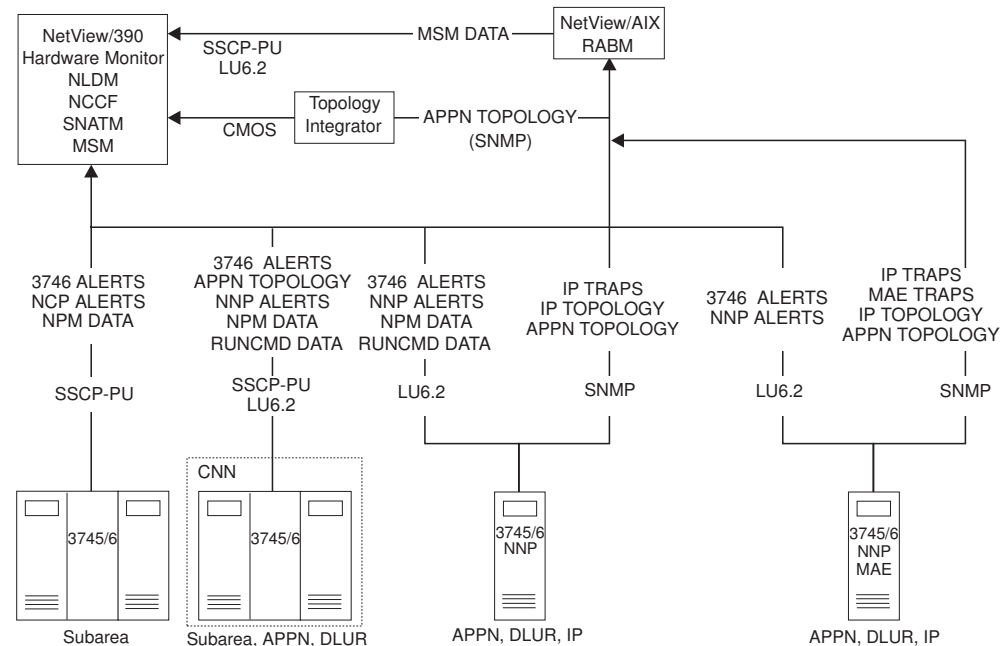 NetView/390
Hardware Monitor
NLDM
NCCF
SNATM
MSM
SSCP-PU
LU6.2
MSM DATA
NetView/AIX
RABM
CMOS
Topology
Integrator
APPN TOPOLOGY
(SNMP)
3746 ALERTS
NCP ALERTS
NPM DATA
SSCP-PU
3746 ALERTS
APPN TOPOLOGY
NNP ALERTS
NPM DATA
RUNCMD DATA
SSCP-PU
LU6.2
3746 ALERTS
NNP ALERTS
NPM DATA
RUNCMD DATA
LU6.2
IP TRAPS
IP TOPOLOGY
APPN TOPOLOGY
SNMP
3746 ALERTS
NNP ALERTS
LU6.2
IP TRAPS
MAE TRAPS
IP TOPOLOGY
APPN TOPOLOGY
SNMP
3745/6
Subarea
CNN
3745/6
Subarea, APPN, DLUR
3745/6
NNP
APPN, DLUR, IP
3745/6
NNP
MAE
APPN, DLUR, IP